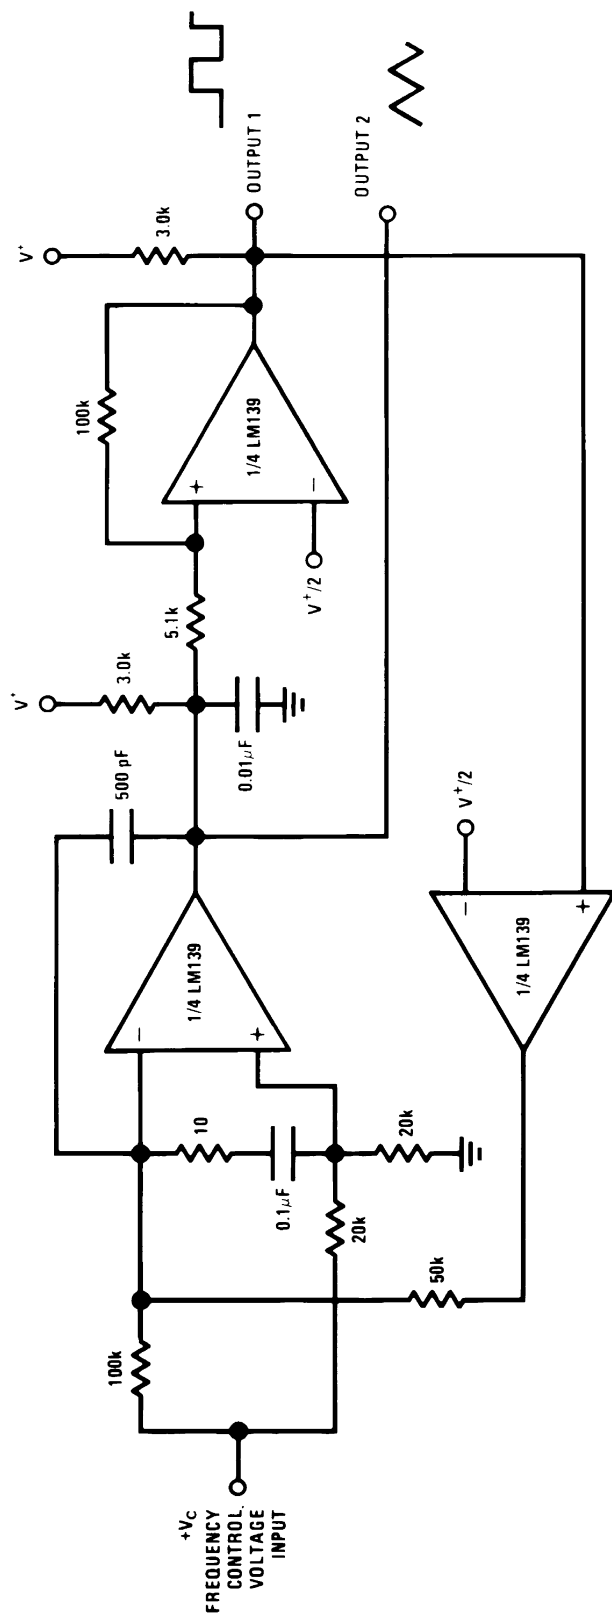 +VC
FREQUENCY
CONTROL
VOLTAGE
INPUT
100k
50k
20k
20k
0.1µF
10
−
+
1/4 LM139
500 pF
V+
3.0k
0.01µF
5.1k
100k
V+/2
+
−
1/4 LM139
V+
3.0k
OUTPUT 1
OUTPUT 2
V+/2
−
+
1/4 LM139